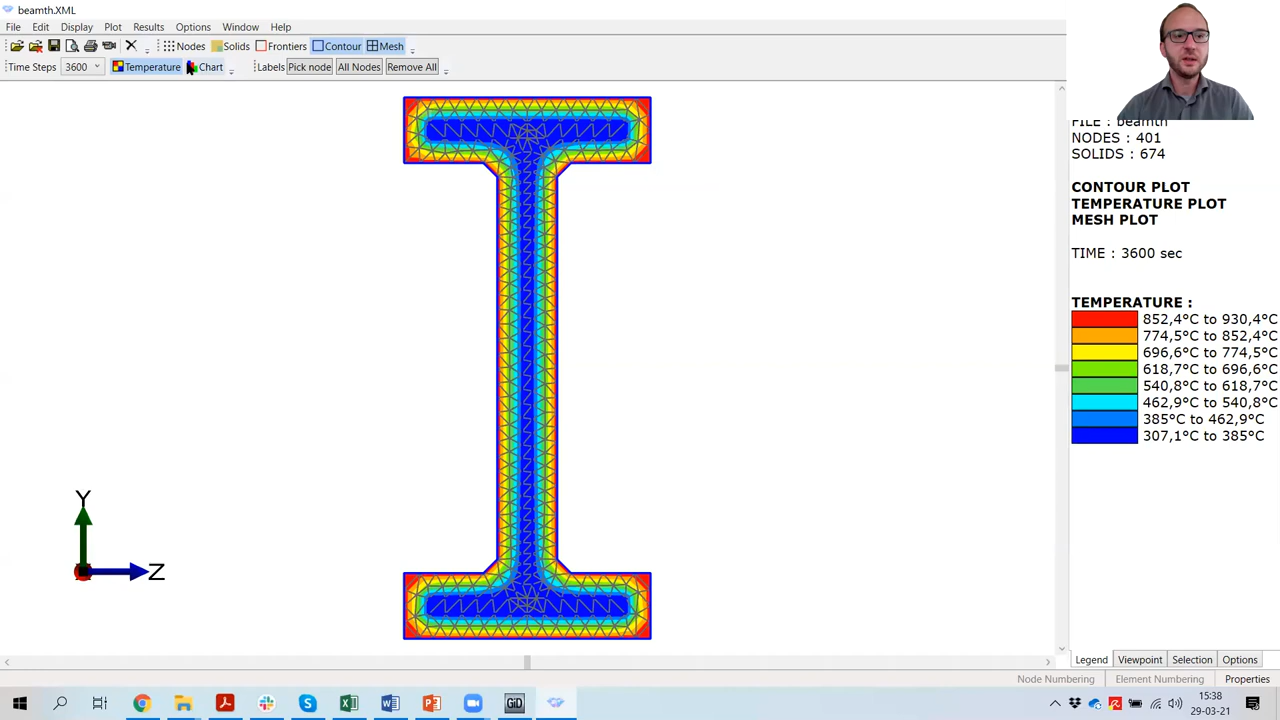 beamth.XML
File Edit Display Plot Results Options Window Help
Nodes Solids Frontiers Contour Mesh
Time Steps 3600 Temperature Chart Labels Pick node All Nodes Remove All
FILE : beamth
NODES : 401
SOLIDS : 674
CONTOUR PLOT
TEMPERATURE PLOT
MESH PLOT
TIME : 3600 sec
TEMPERATURE :
852,4°C to 930,4°C
774,5°C to 852,4°C
696,6°C to 774,5°C
618,7°C to 696,6°C
540,8°C to 618,7°C
462,9°C to 540,8°C
385°C to 462,9°C
307,1°C to 385°C
Y
Z
Legend Viewpoint Selection Options
Node Numbering Element Numbering Properties
GiD
15:38
29-03-21